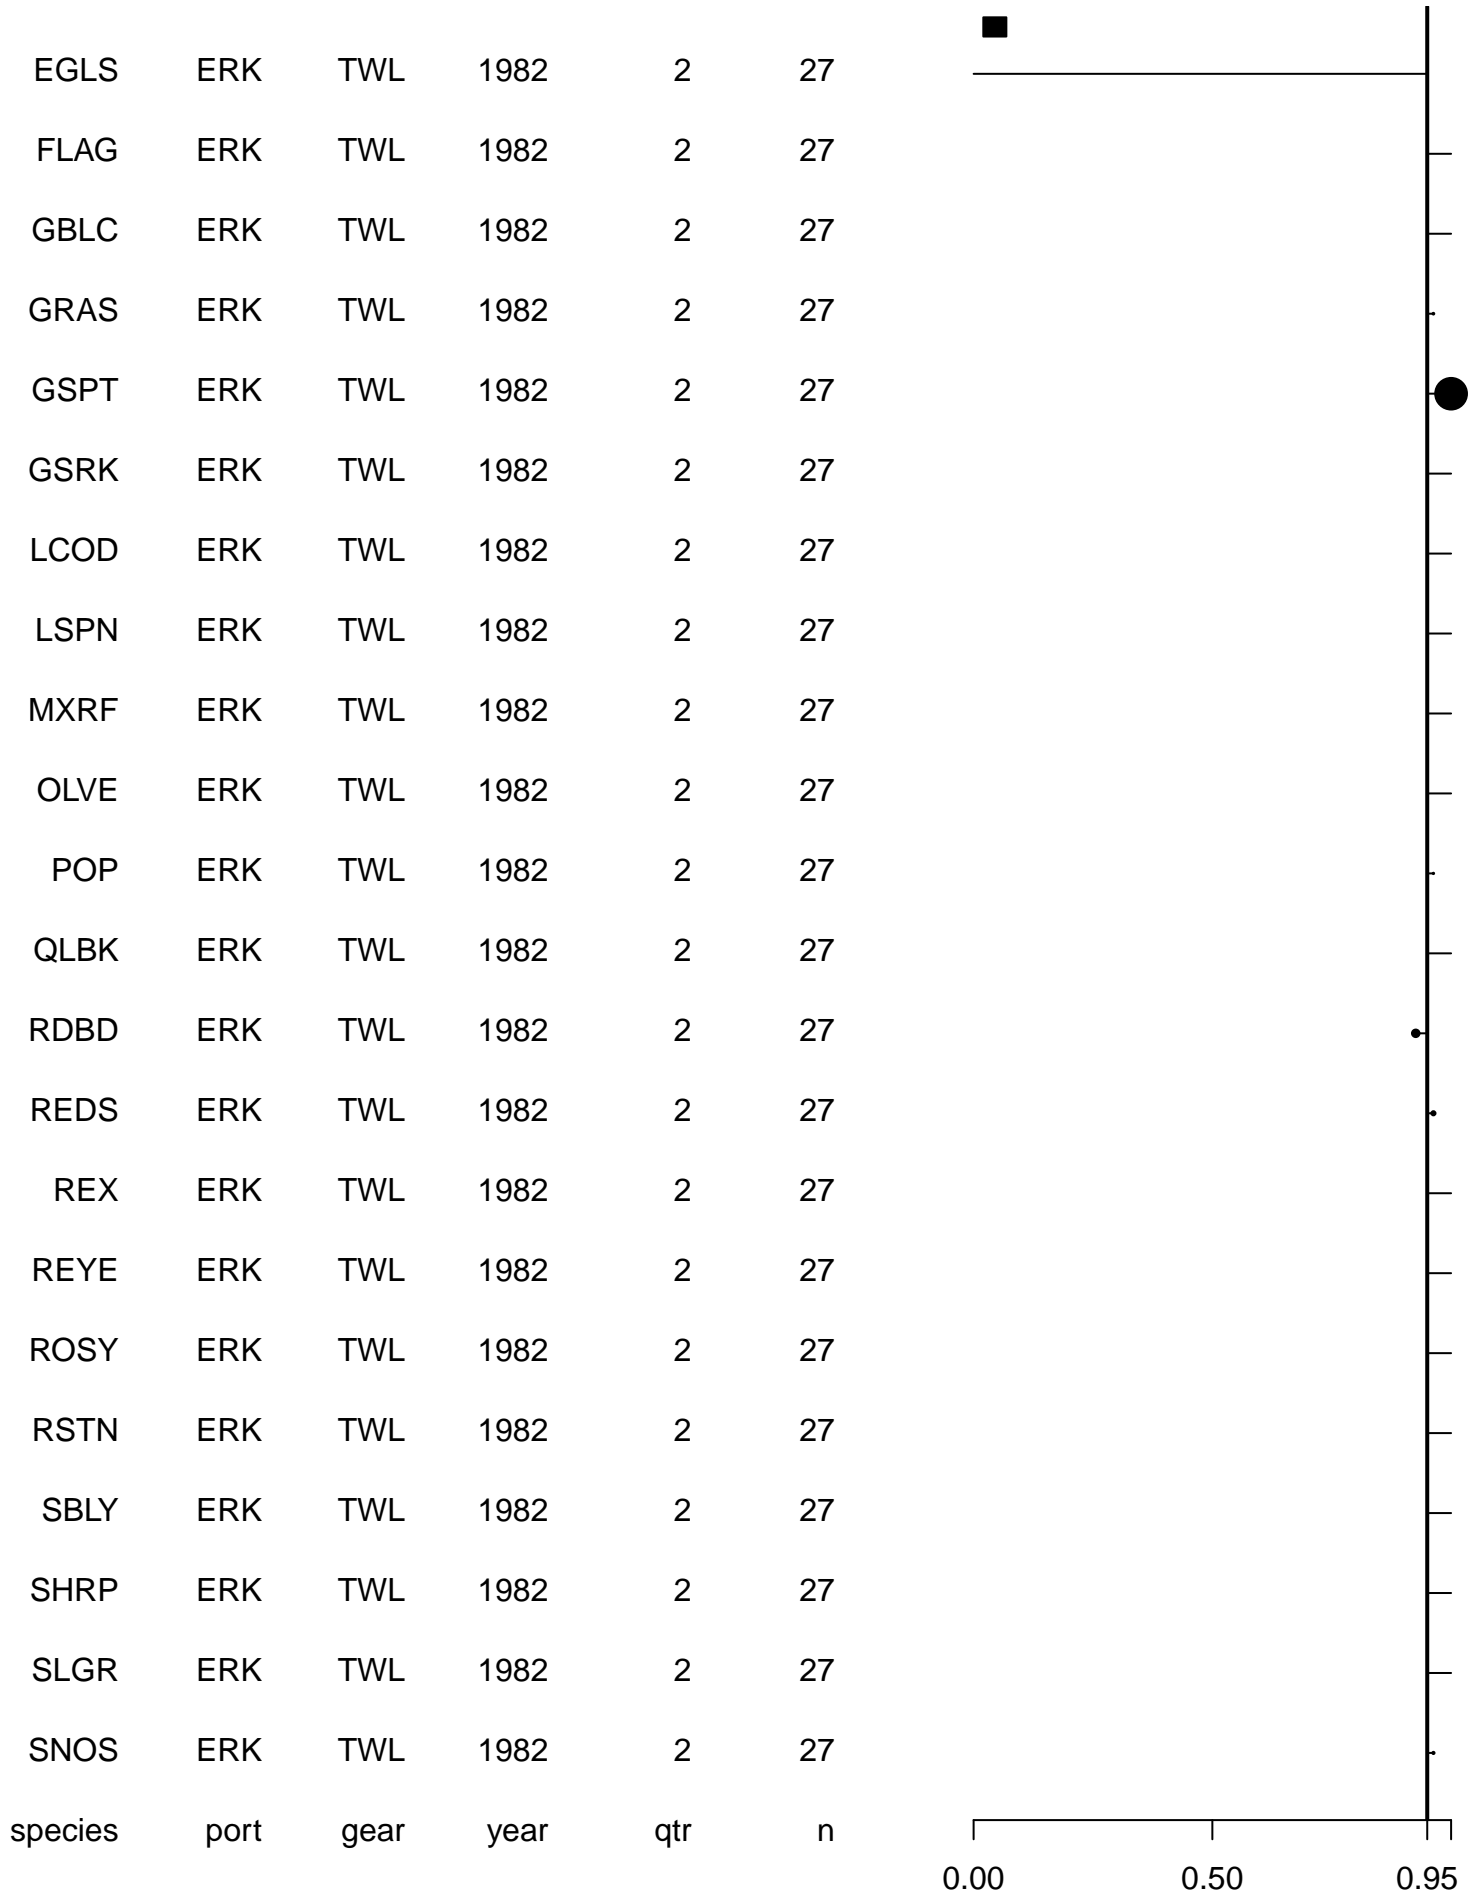 EGLS ERK TWL 1982 2 27
FLAG ERK TWL 1982 2 27
GBLC ERK TWL 1982 2 27
GRAS ERK TWL 1982 2 27
GSPT ERK TWL 1982 2 27
GSRK ERK TWL 1982 2 27
LCOD ERK TWL 1982 2 27
LSPN ERK TWL 1982 2 27
MXRF ERK TWL 1982 2 27
OLVE ERK TWL 1982 2 27
POP ERK TWL 1982 2 27
QLBK ERK TWL 1982 2 27
RDBD ERK TWL 1982 2 27
REDS ERK TWL 1982 2 27
REX ERK TWL 1982 2 27
REYE ERK TWL 1982 2 27
ROSY ERK TWL 1982 2 27
RSTN ERK TWL 1982 2 27
SBLY ERK TWL 1982 2 27
SHRP ERK TWL 1982 2 27
SLGR ERK TWL 1982 2 27
SNOS ERK TWL 1982 2 27
species port gear year qtr n
0.00 0.50 0.95